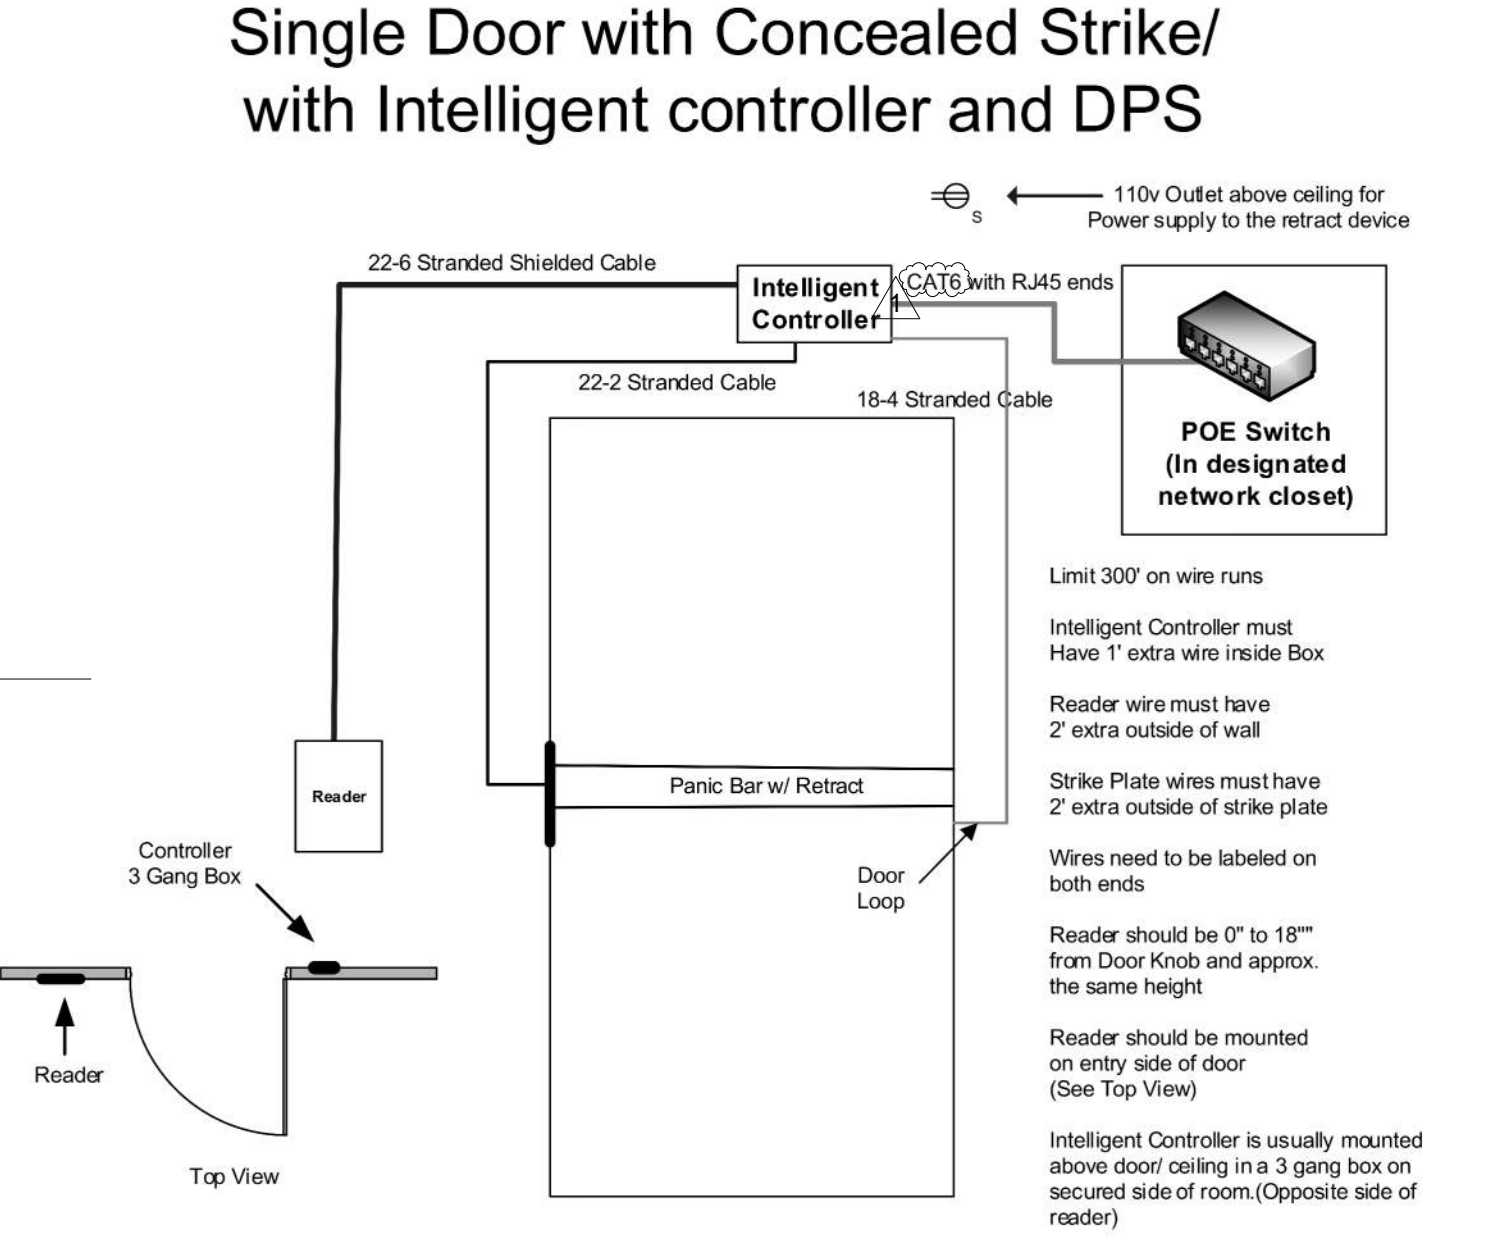 Single Door with Concealed Strike/
with Intelligent controller and DPS
110v Outlet above ceiling for
Power supply to the retract device
S
22-6 Stranded Shielded Cable
Intelligent
Controller
1
CAT6 with RJ45 ends
22-2 Stranded Cable
18-4 Stranded Cable
POE Switch
(In designated
network closet)
Limit 300' on wire runs
Intelligent Controller must
Have 1' extra wire inside Box
Reader wire must have
2' extra outside of wall
Strike Plate wires must have
2' extra outside of strike plate
Wires need to be labeled on
both ends
Reader should be 0" to 18""
from Door Knob and approx.
the same height
Reader should be mounted
on entry side of door
(See Top View)
Intelligent Controller is usually mounted
above door/ ceiling in a 3 gang box on
secured side of room.(Opposite side of
reader)
Panic Bar w/ Retract
Door
Loop
Reader
Controller
3 Gang Box
Reader
Top View